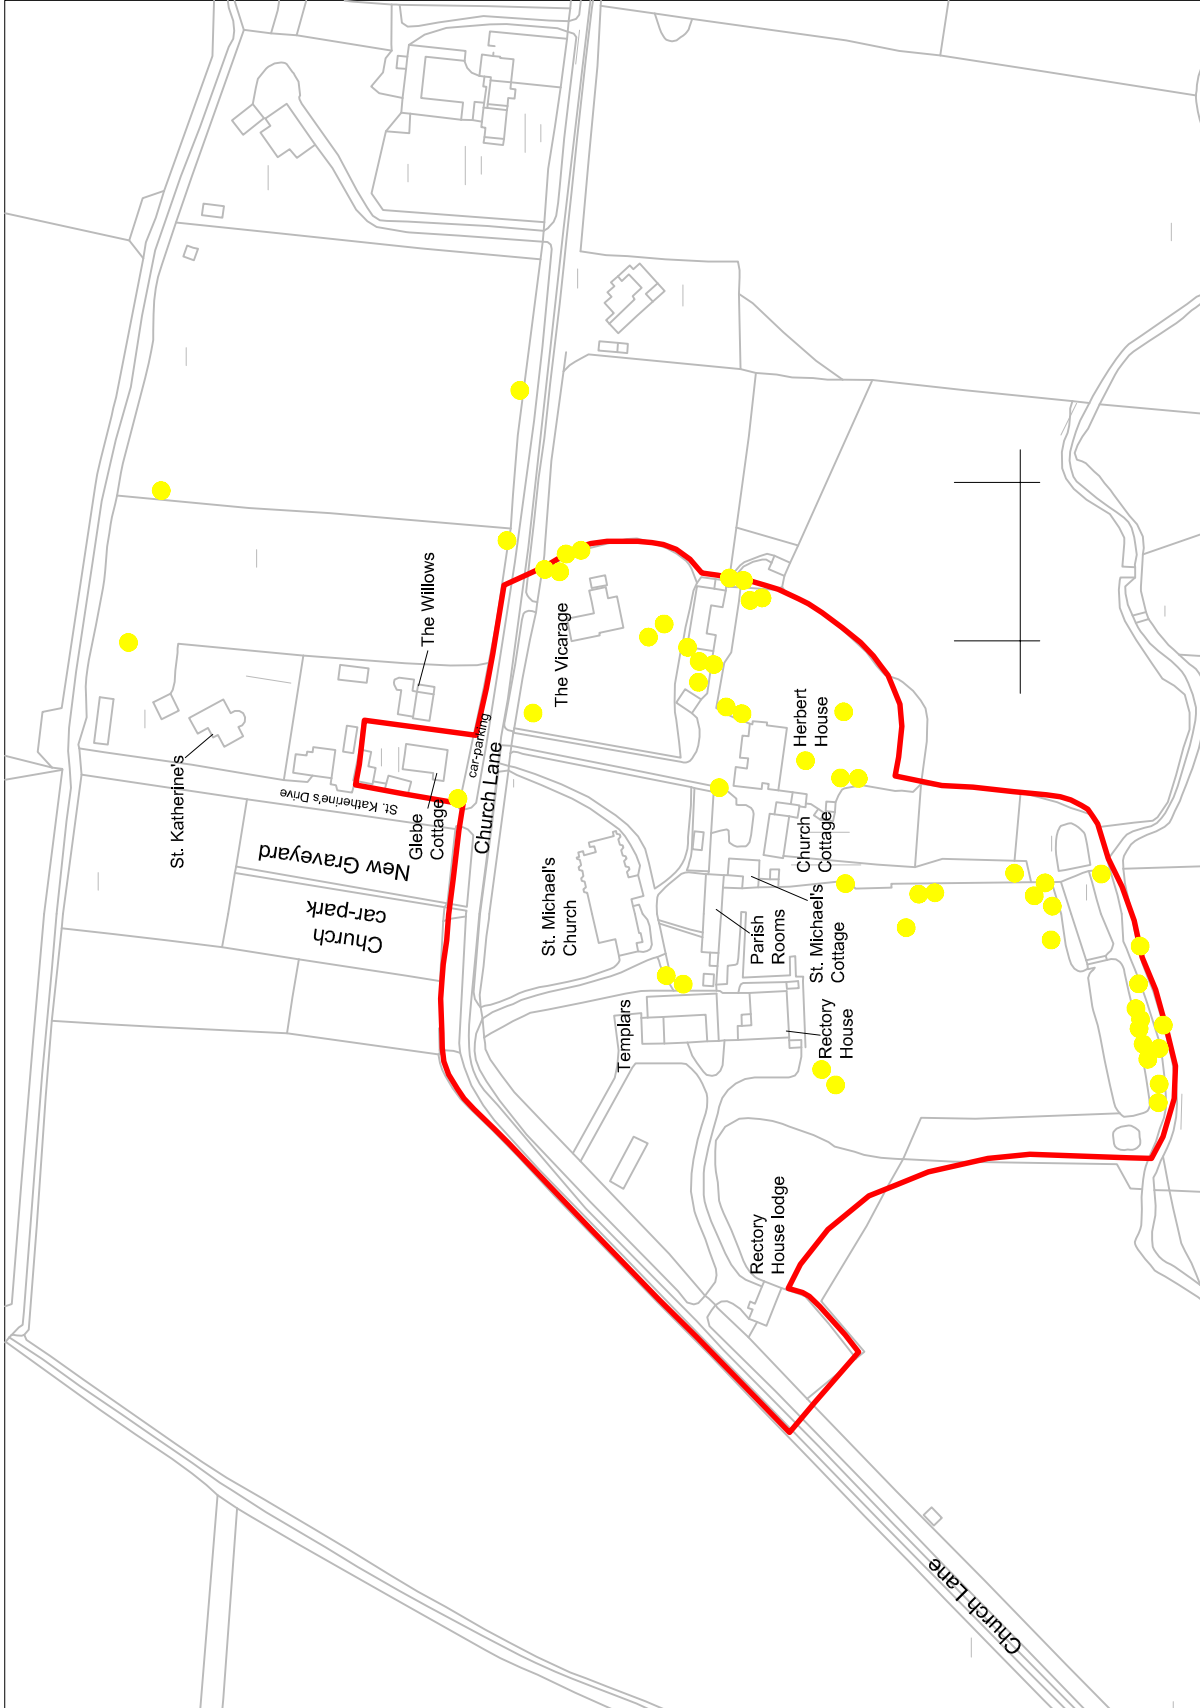 St. Katherine's
The Willows
St. Katherine's Drive
Glebe
Cottage
New Graveyard
Church
car-park
car-parking
Church Lane
The Vicarage
St. Michael's
Church
Herbert
House
Church
Cottage
St. Michael's
Cottage
Parish
Rooms
Templars
Rectory
House
Rectory
House lodge
Church Lane